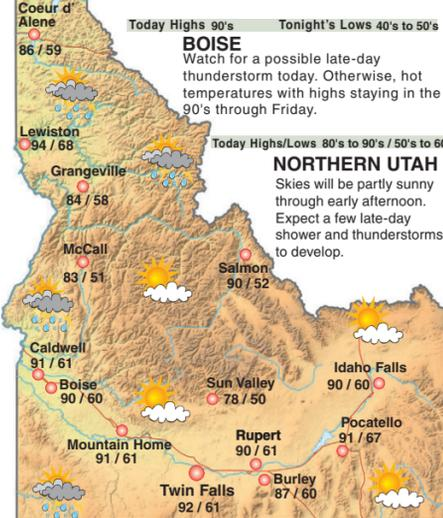 Coeur d'
Alene
86 / 59
Today Highs 90's Tonight's Lows 40's to 50's
BOISE
Watch for a possible late-day
thunderstorm today. Otherwise, hot
temperatures with highs staying in the
90's through Friday.
Lewiston
94 / 68
Today Highs/Lows 80's to 90's / 50's to 60
Grangeville
84 / 58
NORTHERN UTAH
Skies will be partly sunny
through early afternoon.
Expect a few late-day
shower and thunderstorms
to develop.
McCall
83 / 51
Salmon
90 / 52
Caldwell
91 / 61
Boise
90 / 60
Idaho Falls
90 / 60
Sun Valley
78 / 50
Mountain Home
91 / 61
Rupert
90 / 61
Pocatello
91 / 67
Twin Falls
92 / 61
Burley
87 / 60